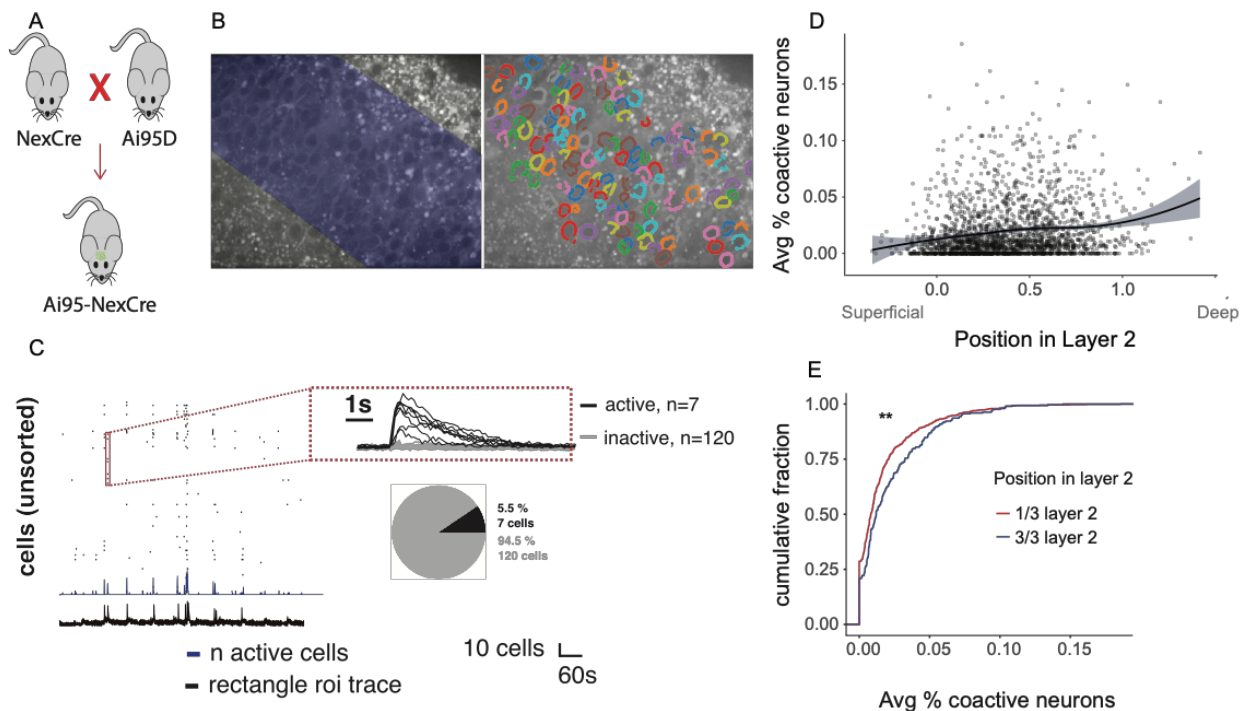 A
NexCre
X
Ai95D
Ai95-NexCre
B
C
cells (unsorted)
1s
active, n=7
inactive, n=120
5.5 %
7 cells
94.5 %
120 cells
n active cells
rectangle roi trace
10 cells
60s
D
Avg % coactive neurons
0.15
0.10
0.05
0.00
0.0 0.5 1.0
Superficial Deep
Position in Layer 2
E
cumulative fraction
1.00
0.75
0.50
0.25
0.00
**
Position in layer 2
1/3 layer 2
3/3 layer 2
0.00 0.05 0.10 0.15
Avg % coactive neurons